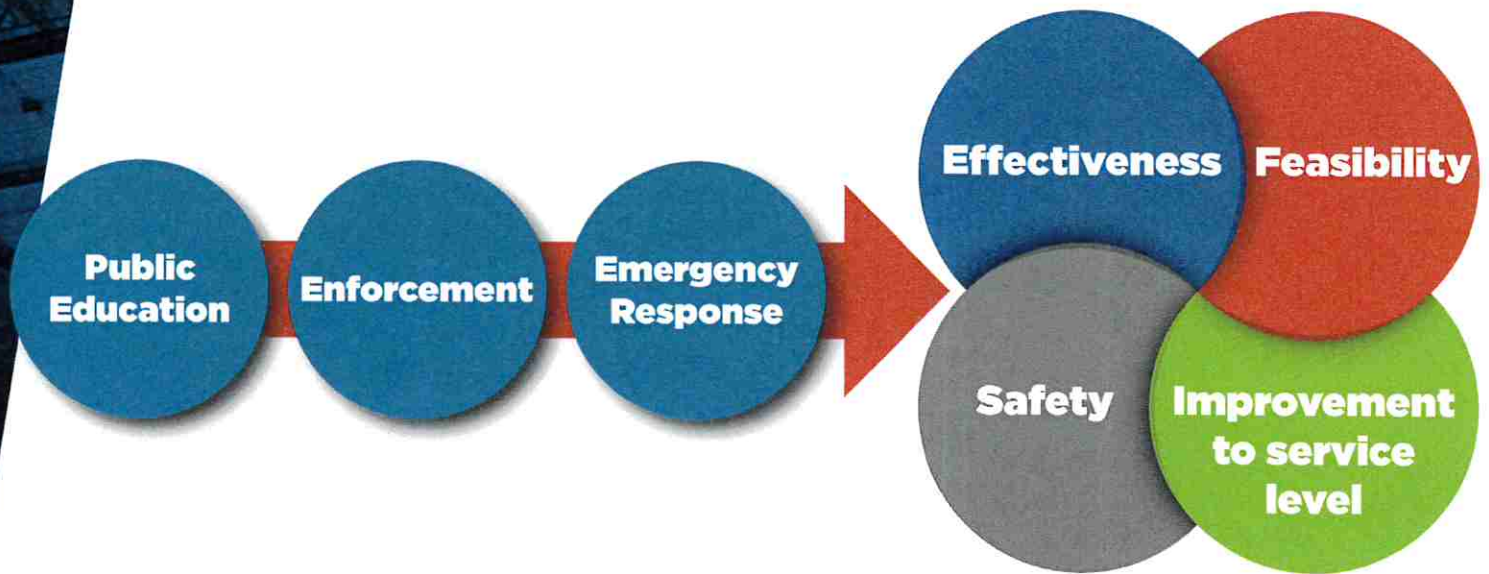 Public
Education
Enforcement
Emergency
Response
Effectiveness
Feasibility
Safety
Improvement
to service
level